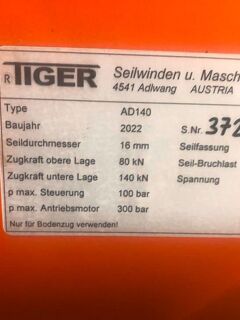 R TIGER Seilwinden u. Masch
4541 Adlwang AUSTRIA
Type AD140
Baujahr 2022 S.Nr. 372
Seildurchmesser 16 mm Seilfassung
Zugkraft obere Lage 80 kN Seil-Bruchlast
Zugkraft untere Lage 140 kN Spannung
p max. Steuerung 100 bar
p max. Antriebsmotor 300 bar
Nur für Bodenzug verwenden!